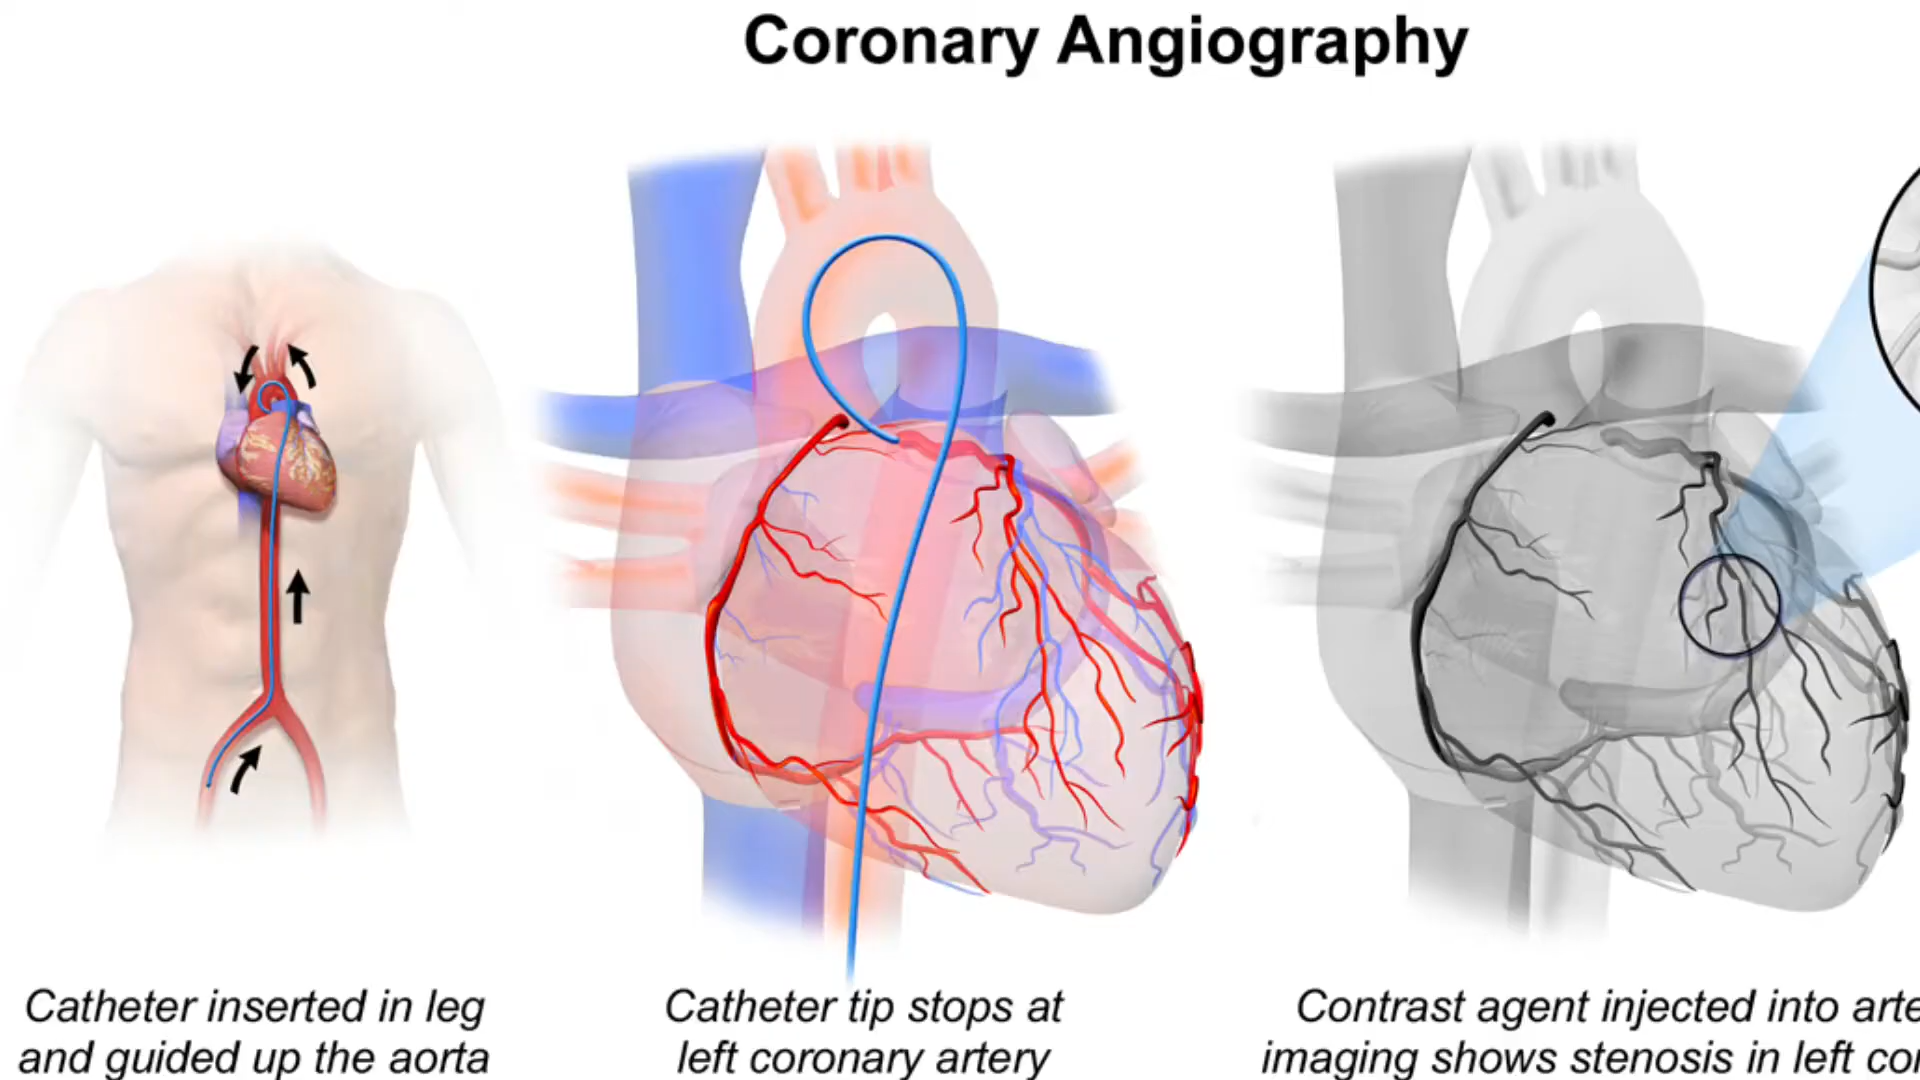 Coronary Angiography
Catheter inserted in leg
and guided up the aorta
Catheter tip stops at
left coronary artery
Contrast agent injected into
imaging shows stenosis in left